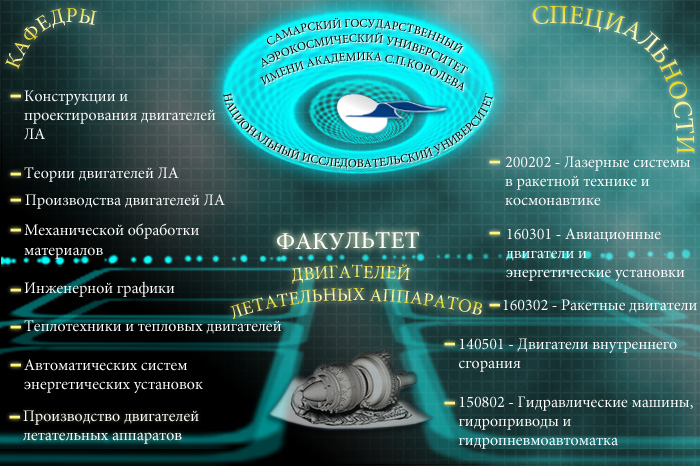 КАФЕДРЫ
Конструкции и
проектирования двигателей
ЛА
Теории двигателей ЛА
Производства двигателей ЛА
Механической обработки
материалов
Инженерной графики
Теплотехники и тепловых двигателей
Автоматических систем
энергетических установок
Производство двигателей
летательных аппаратов
САМАРСКИЙ ГОСУДАРСТВЕННЫЙ
АЭРОКОСМИЧЕСКИЙ УНИВЕРСИТЕТ
ИМЕНИ АКАДЕМИКА С.П.КОРОЛЕВА
НАЦИОНАЛЬНЫЙ ИССЛЕДОВАТЕЛЬСКИЙ УНИВЕРСИТЕТ
ФАКУЛЬТЕТ
ДВИГАТЕЛЕЙ
ЛЕТАТЕЛЬНЫХ АППАРАТОВ
СПЕЦИАЛЬНОСТИ
200202 - Лазерные системы
в ракетной технике и
космонавтике
160301 - Авиационные
двигатели и
энергетические установки
160302 - Ракетные двигатели
140501 - Двигатели внутреннего
сгорания
150802 - Гидравлические машины,
гидроприводы и
гидропневмоавтоматка